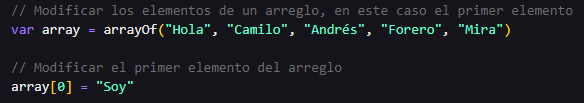 // Modificar los elementos de un arreglo, en este caso el primer elemento
var array = arrayOf("Hola", "Camilo", "Andrés", "Forero", "Mira")
// Modificar el primer elemento del arreglo
array[0] = "Soy"